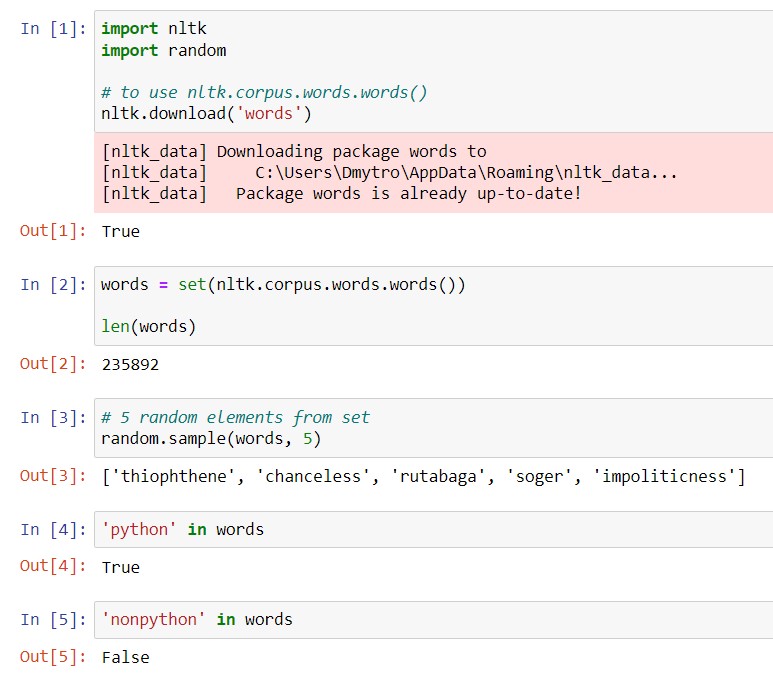 In [1]: import nltk
import random
# to use nltk.corpus.words.words()
nltk.download('words')
[nltk_data] Downloading package words to
[nltk_data]     C:\Users\Dmytro\AppData\Roaming\nltk_data...
[nltk_data]   Package words is already up-to-date!
Out[1]: True
In [2]: words = set(nltk.corpus.words.words())
len(words)
Out[2]: 235892
In [3]: # 5 random elements from set
random.sample(words, 5)
Out[3]: ['thiophthene', 'chanceless', 'rutabaga', 'soger', 'impoliticness']
In [4]: 'python' in words
Out[4]: True
In [5]: 'nonpython' in words
Out[5]: False